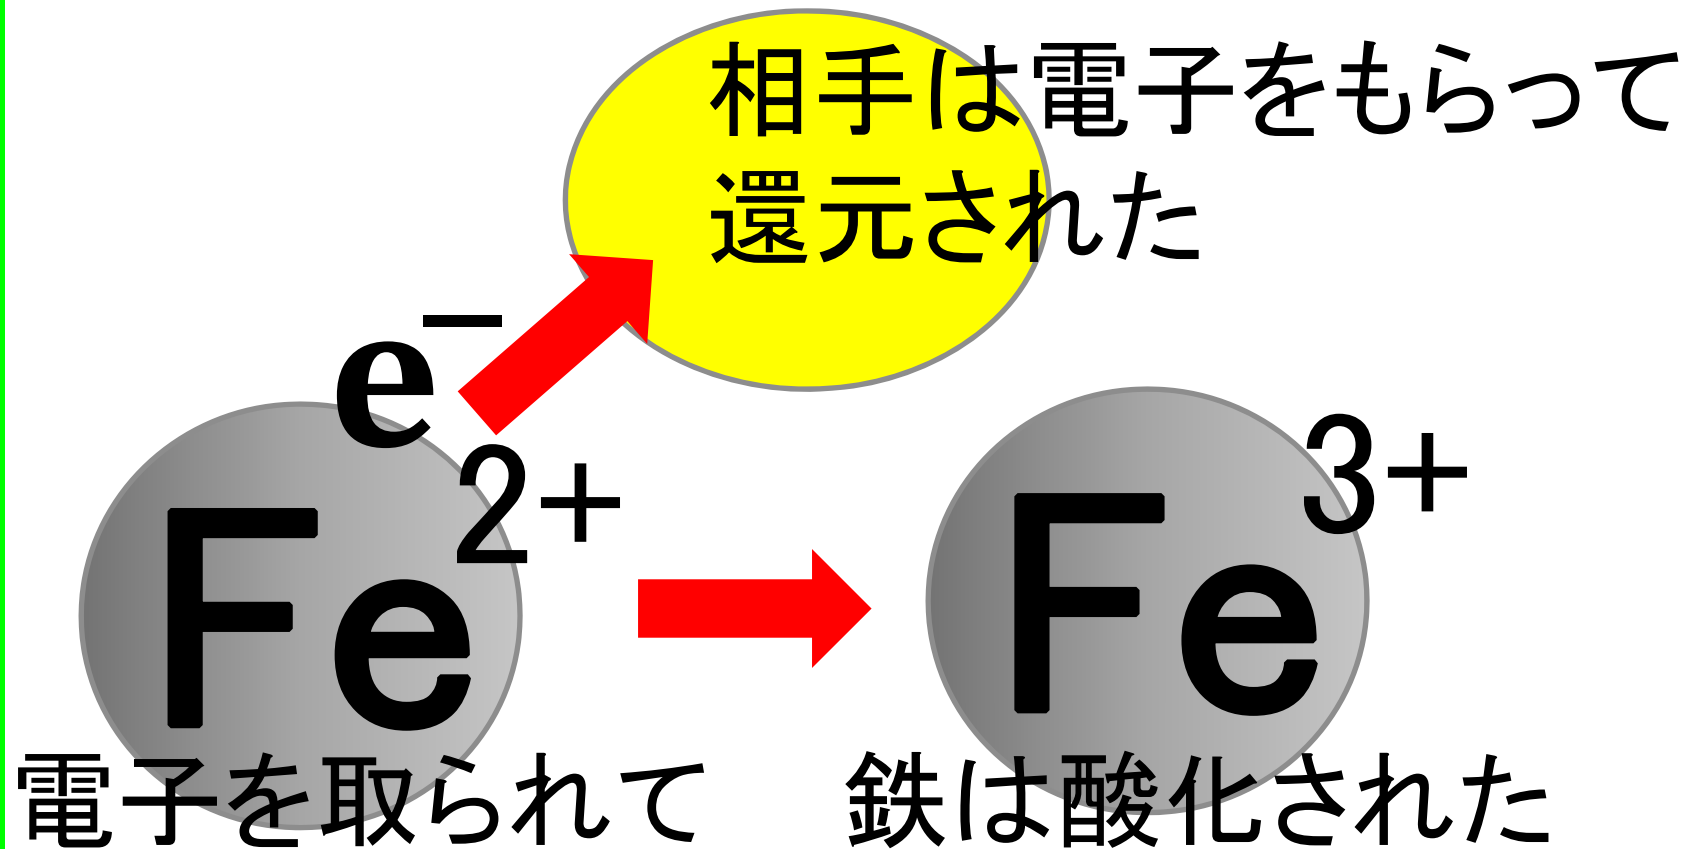 相手は電子をもらって
還元された
e⁻
Fe²⁺
Fe³⁺
電子を取られて
鉄は酸化された